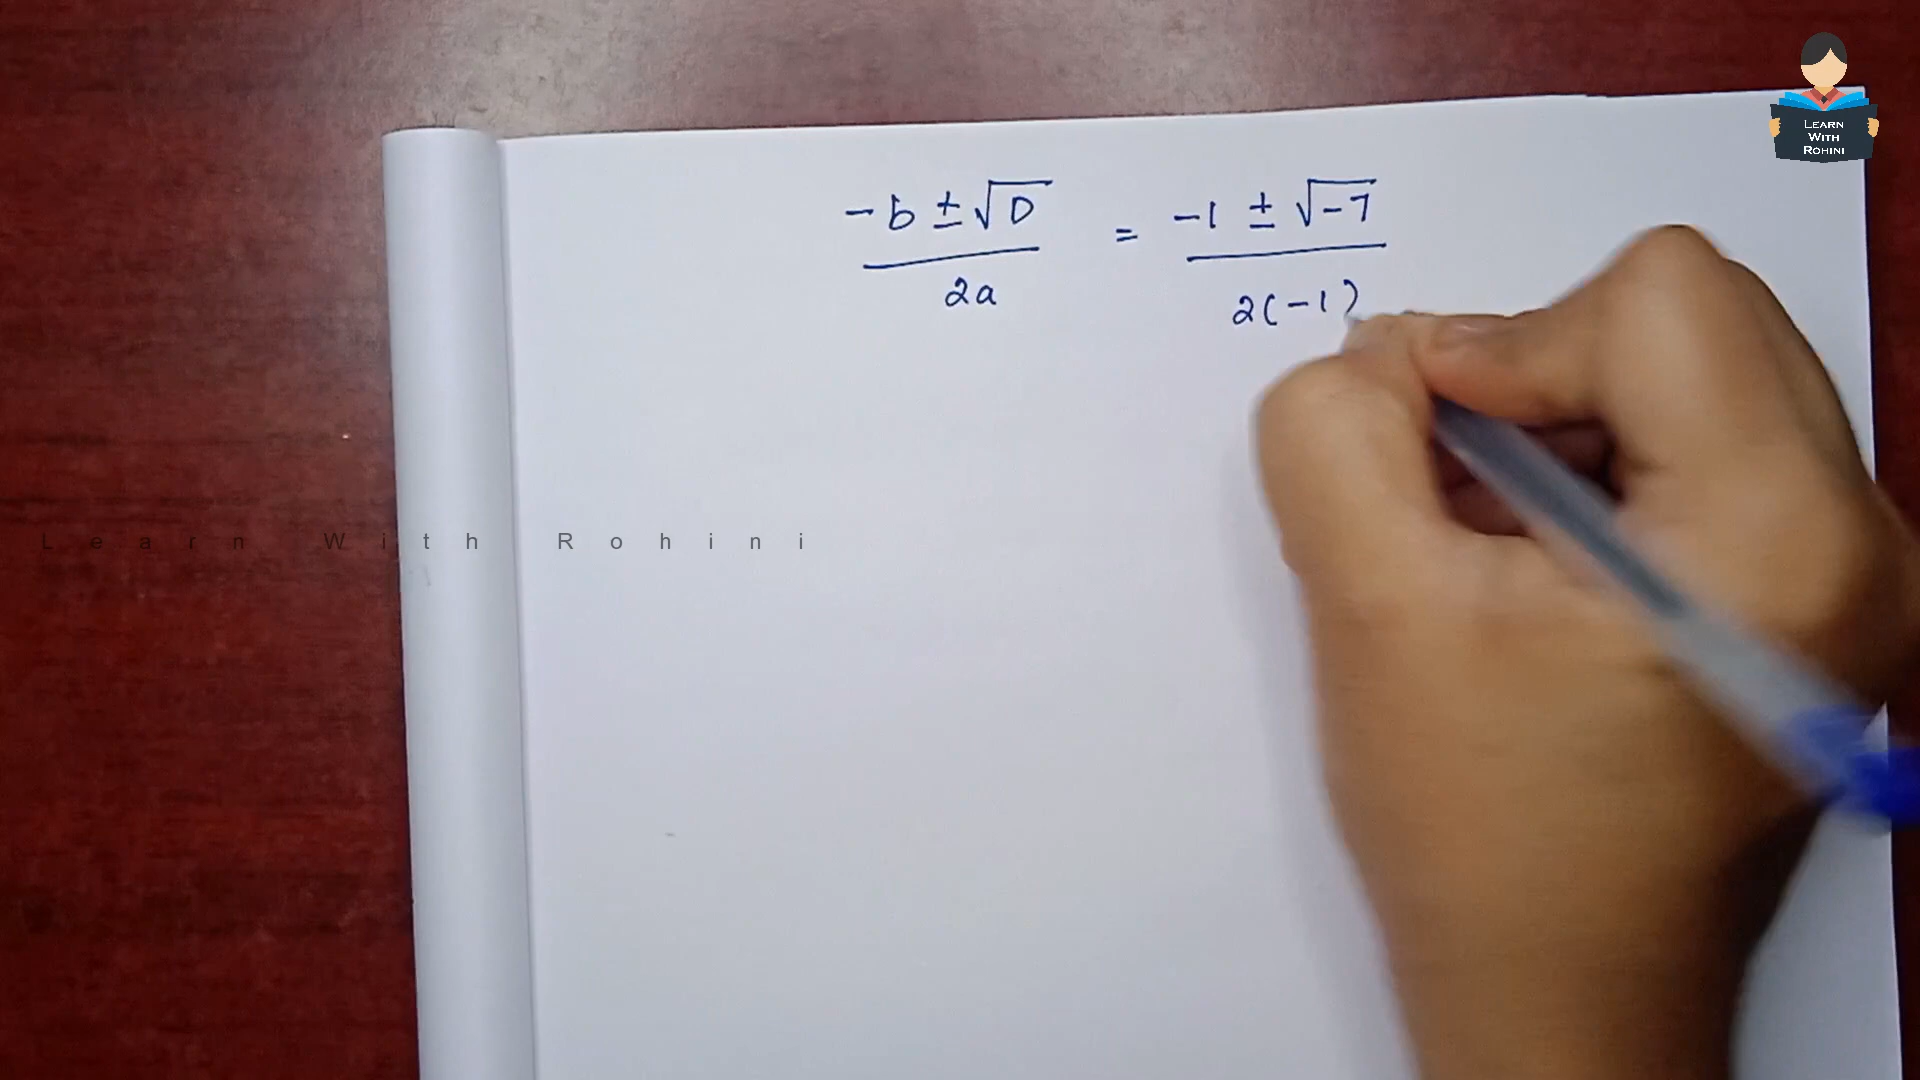 LEARN
WITH
ROHINI
-b ±√D / 2a = -1 ± √-7 / 2(-1)
Learn With Rohini